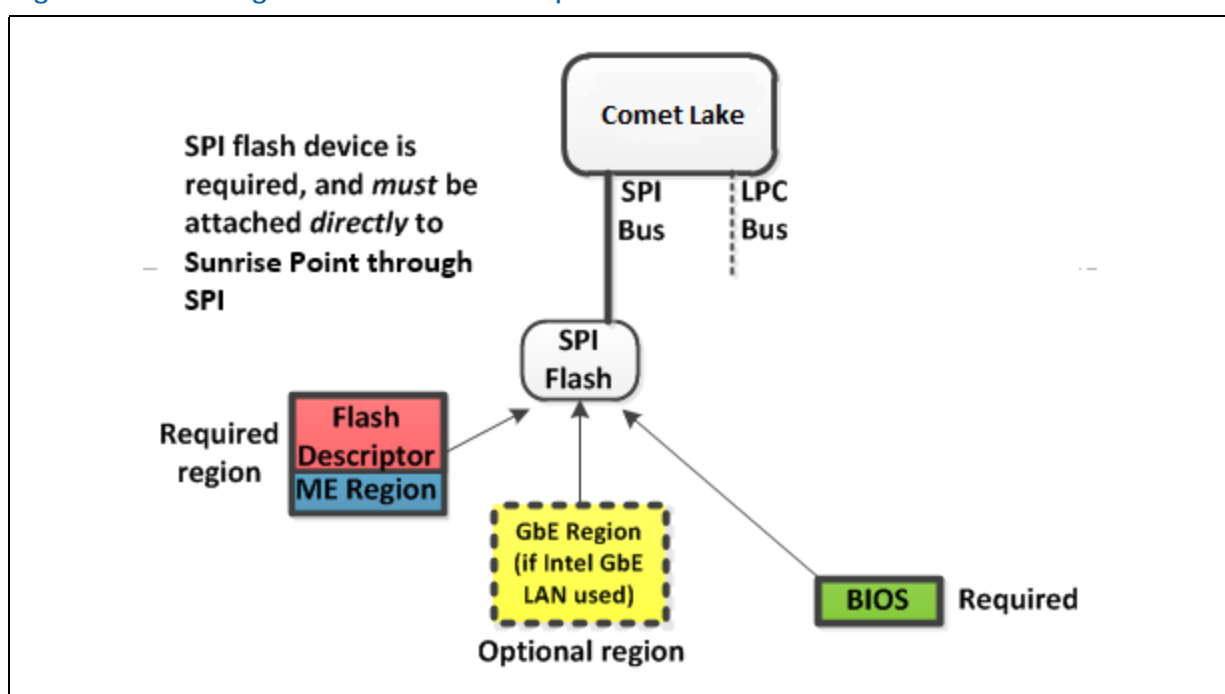 Comet Lake
SPI flash device is
required, and must be
attached directly to
Sunrise Point through
SPI
SPI
Bus
LPC
Bus
SPI
Flash
Required
region
Flash
Descriptor
ME Region
GbE Region
(if Intel GbE
LAN used)
Optional region
BIOS
Required